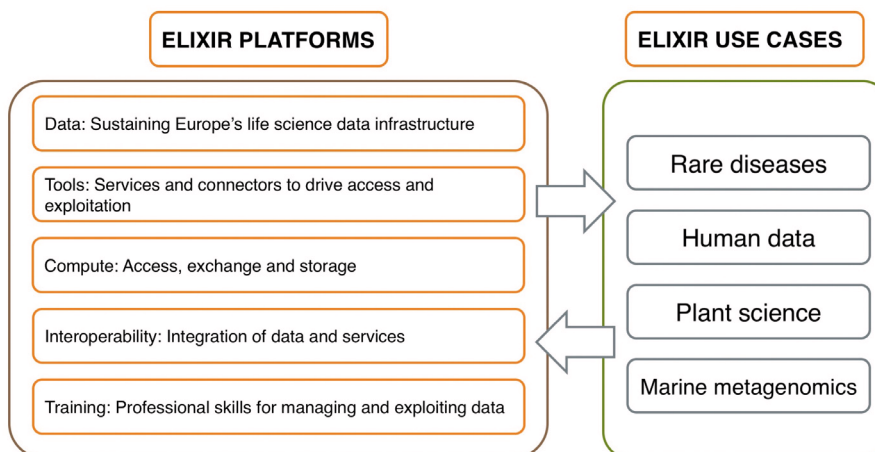 ELIXIR PLATFORMS
Data: Sustaining Europe’s life science data infrastructure
Tools: Services and connectors to drive access and
exploitation
Compute: Access, exchange and storage
Interoperability: Integration of data and services
Training: Professional skills for managing and exploiting data
ELIXIR USE CASES
Rare diseases
Human data
Plant science
Marine metagenomics